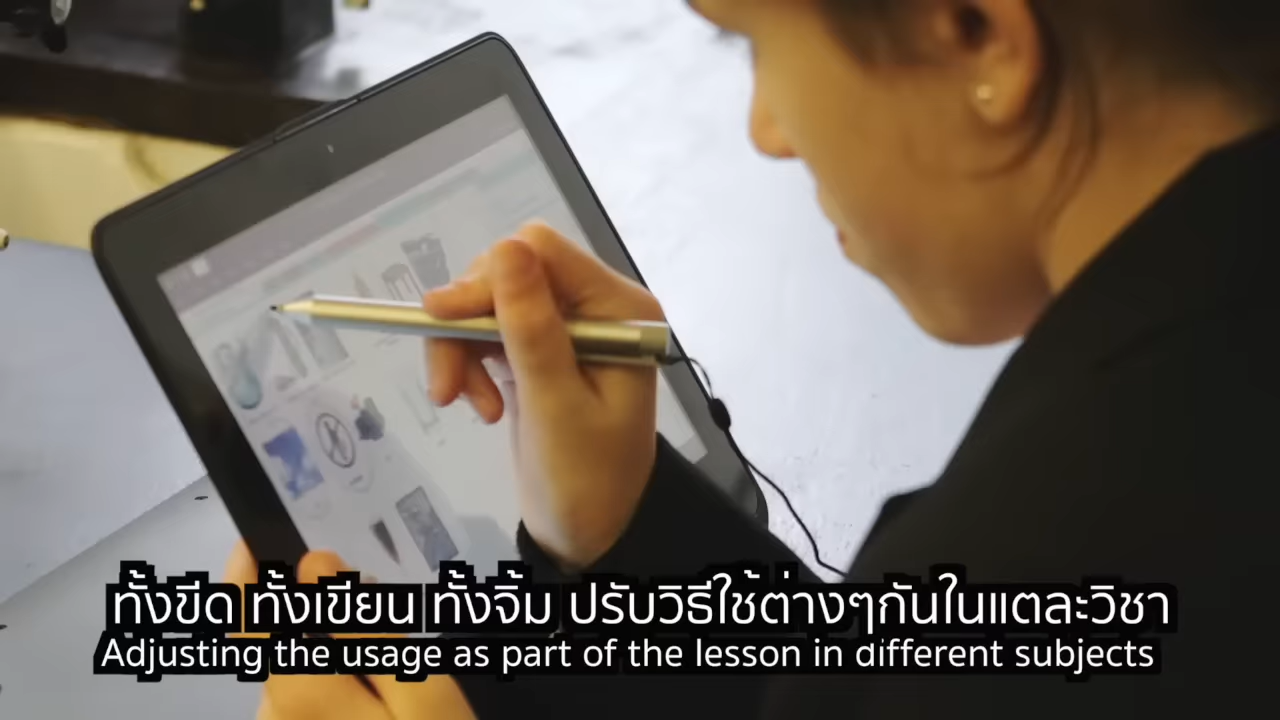 ทั้งขีด ทั้งเขียน ทั้งจิ้ม ปรับวิธีใช้ต่างๆกันในแต่ละวิชา
Adjusting the usage as part of the lesson in different subjects